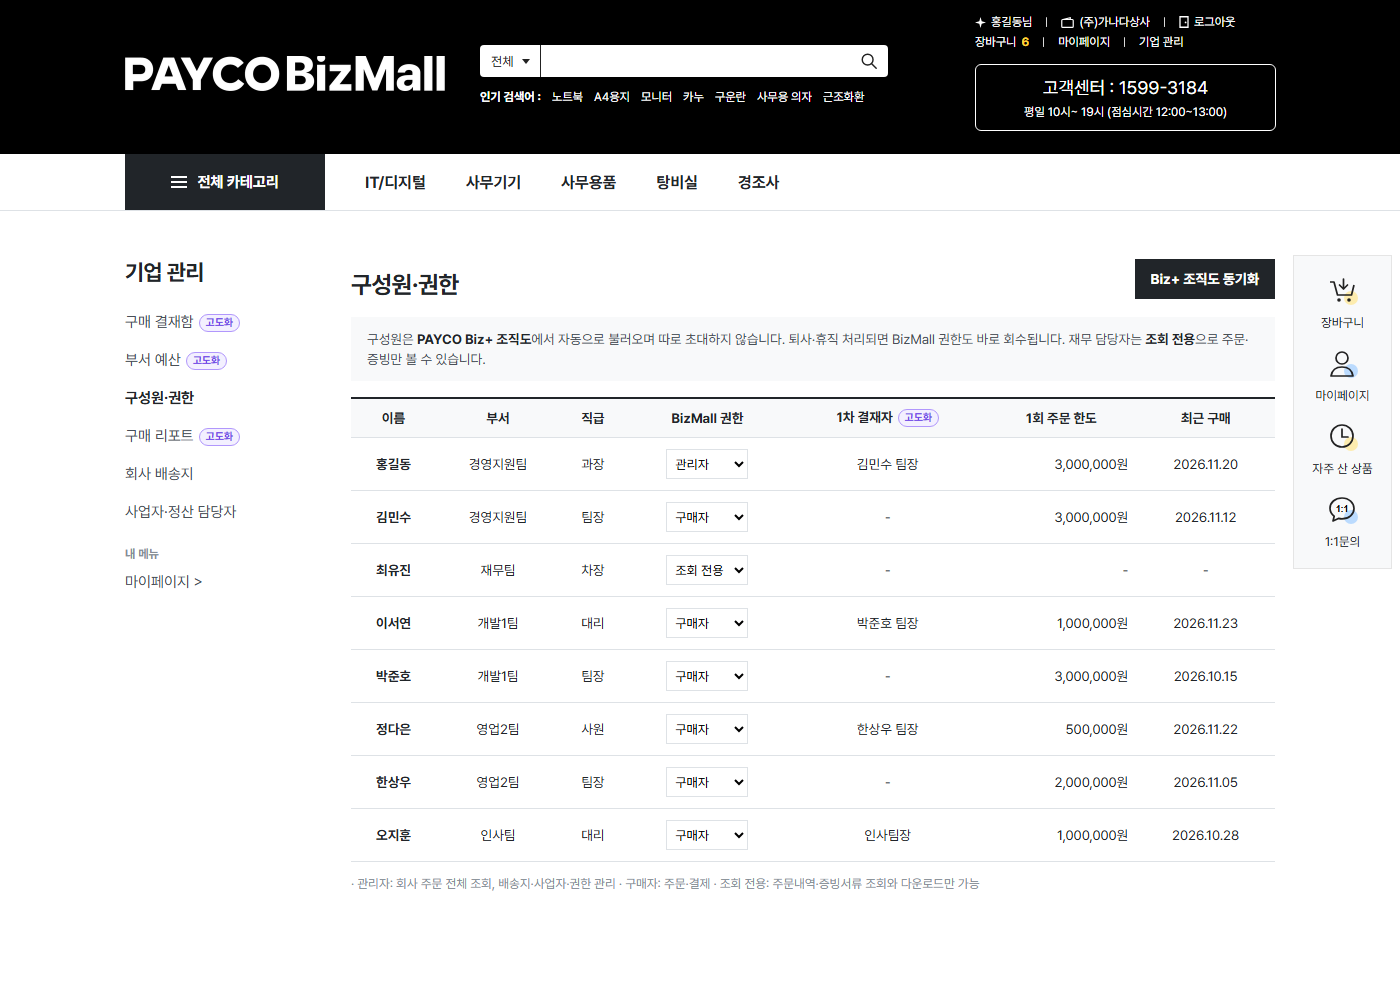 홍길동님 | (주)가나다상사 | 로그아웃
장바구니 6 | 마이페이지 | 기업 관리
PAYCO BizMall
전체
인기 검색어 : 노트북 A4용지 모니터 카누 구운란 사무용 의자 근조화환
고객센터 : 1599-3184
평일 10시~ 19시 (점심시간 12:00~13:00)
전체 카테고리 IT/디지털 사무기기 사무용품 탕비실 경조사
기업 관리
구매 결재함 고도화
부서 예산 고도화
구성원·권한
구매 리포트 고도화
회사 배송지
사업자·정산 담당자
내 메뉴
마이페이지 >
구성원·권한
Biz+ 조직도 동기화
구성원은 PAYCO Biz+ 조직도에서 자동으로 불러오며 따로 초대하지 않습니다. 퇴사·휴직 처리되면 BizMall 권한도 바로 회수됩니다. 재무 담당자는 조회 전용으로 주문·
증빙만 볼 수 있습니다.
이름 부서 직급 BizMall 권한 1차 결재자 고도화 1회 주문 한도 최근 구매
홍길동 경영지원팀 과장 관리자 김민수 팀장 3,000,000원 2026.11.20
김민수 경영지원팀 팀장 구매자 - 3,000,000원 2026.11.12
최유진 재무팀 차장 조회 전용 - - -
이서연 개발1팀 대리 구매자 박준호 팀장 1,000,000원 2026.11.23
박준호 개발1팀 팀장 구매자 - 3,000,000원 2026.10.15
정다은 영업2팀 사원 구매자 한상우 팀장 500,000원 2026.11.22
한상우 영업2팀 팀장 구매자 - 2,000,000원 2026.11.05
오지훈 인사팀 대리 구매자 인사팀장 1,000,000원 2026.10.28
· 관리자: 회사 주문 전체 조회, 배송지·사업자·권한 관리 · 구매자: 주문·결제 · 조회 전용: 주문내역·증빙서류 조회와 다운로드만 가능
장바구니
마이페이지
자주 산 상품
1:1
1:1문의